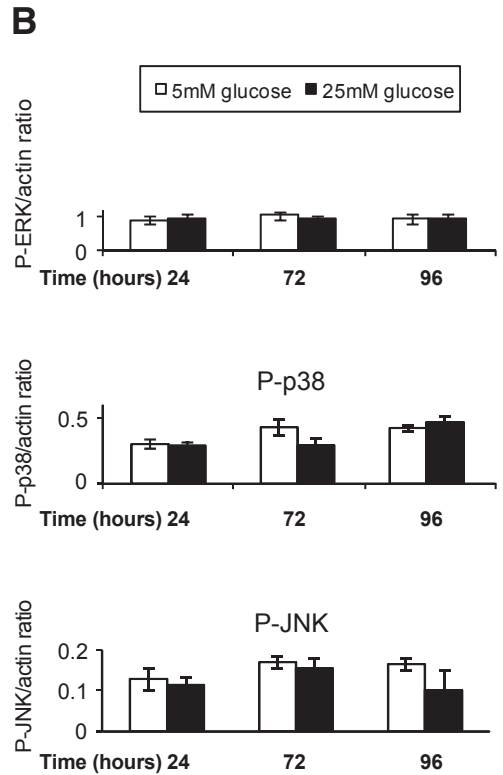 B
5mM glucose 25mM glucose
P-ERK/actin ratio
1
0
Time (hours) 24 72 96
P-p38
P-p38/actin ratio
0.5
0
Time (hours) 24 72 96
P-JNK
P-JNK/actin ratio
0.2
0.1
0
Time (hours) 24 72 96